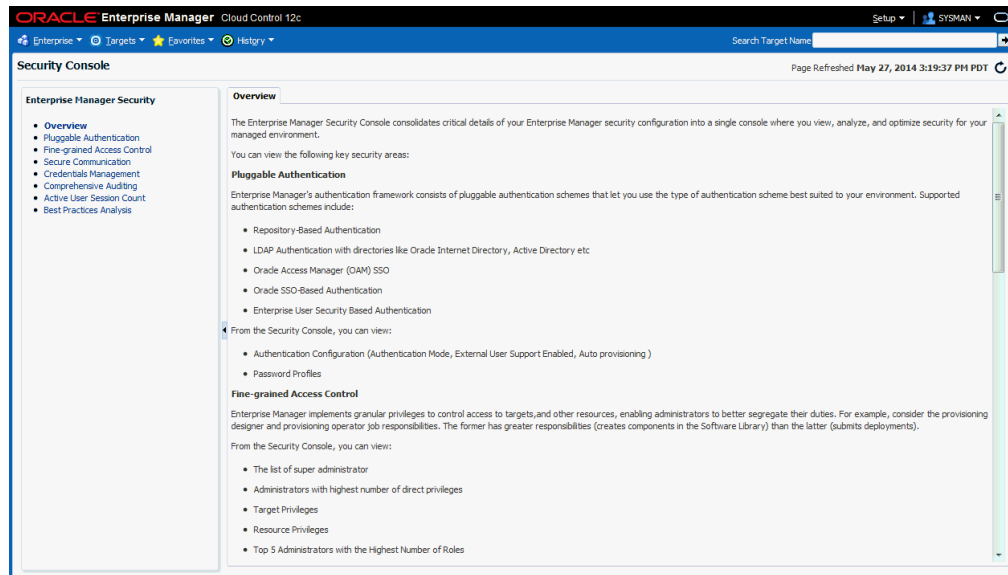 ORACLE Enterprise Manager Cloud Control 12c
Setup SYSMAN
Enterprise Targets Favorites History
Search Target Name
Security Console
Page Refreshed May 27, 2014 3:19:37 PM PDT
Enterprise Manager Security
• Overview
• Pluggable Authentication
• Fine-grained Access Control
• Secure Communication
• Credentials Management
• Comprehensive Auditing
• Active User Session Count
• Best Practices Analysis
Overview
The Enterprise Manager Security Console consolidates critical details of your Enterprise Manager security configuration into a single console where you view, analyze, and optimize security for your
managed environment.
You can view the following key security areas:
Pluggable Authentication
Enterprise Manager's authentication framework consists of pluggable authentication schemes that let you use the type of authentication scheme best suited to your environment. Supported
authentication schemes include:
• Repository-Based Authentication
• LDAP Authentication with directories like Oracle Internet Directory, Active Directory etc
• Oracle Access Manager (OAM) SSO
• Oracle SSO-Based Authentication
• Enterprise User Security Based Authentication
From the Security Console, you can view:
• Authentication Configuration (Authentication Mode, External User Support Enabled, Auto provisioning )
• Password Profiles
Fine-grained Access Control
Enterprise Manager implements granular privileges to control access to targets,and other resources, enabling administrators to better segregate their duties. For example, consider the provisioning
designer and provisioning operator job responsibilities. The former has greater responsibilities (creates components in the Software Library) than the latter (submits deployments).
From the Security Console, you can view:
• The list of super administrator
• Administrators with highest number of direct privileges
• Target Privileges
• Resource Privileges
• Top 5 Administrators with the Highest Number of Roles